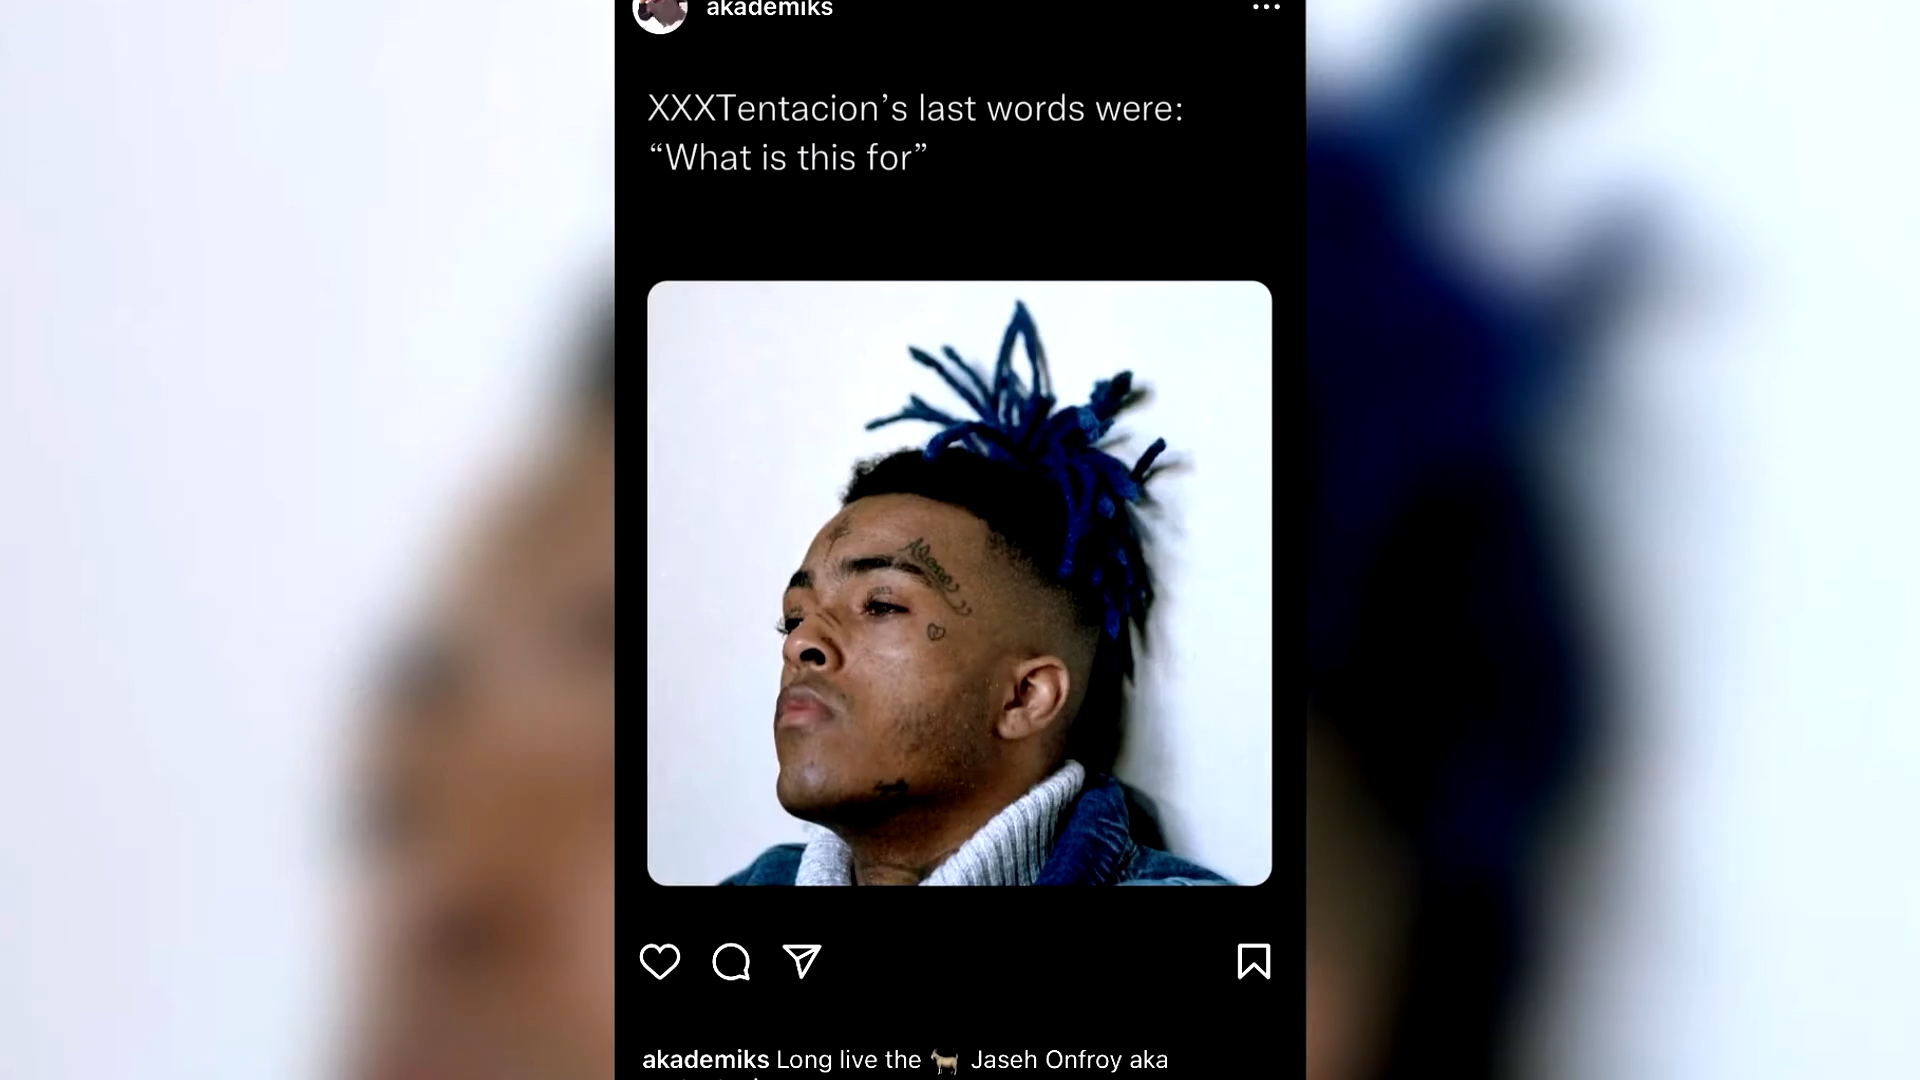 akademiks
XXXTentacion’s last words were:
“What is this for”
akademiks Long live the 🐐 Jaseh Onfroy aka